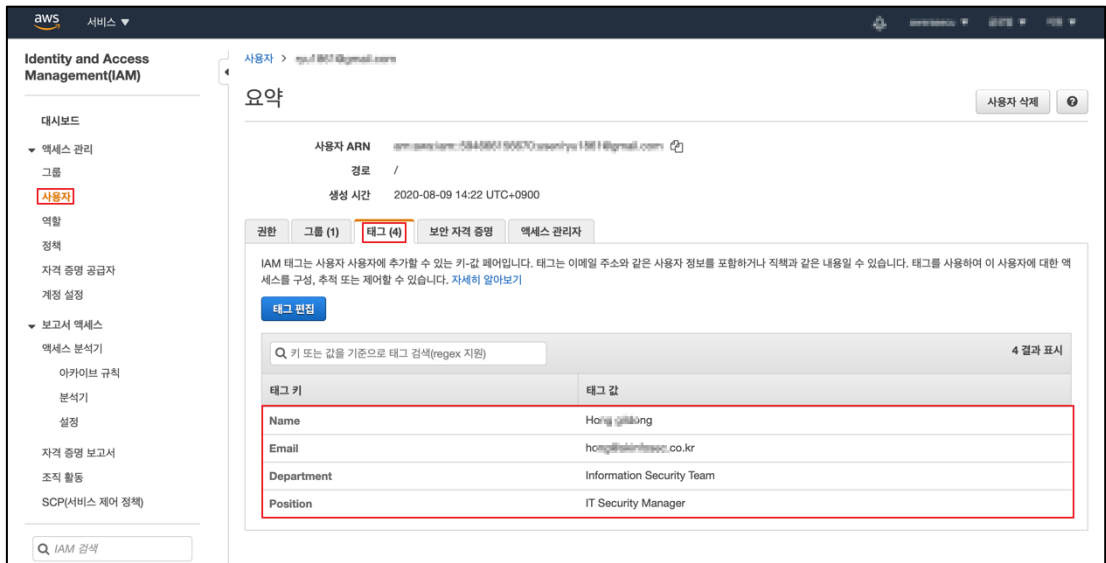 aws 서비스 ▼
Identity and Access
Management(IAM)
대시보드
▼ 액세스 관리
그룹
사용자
역할
정책
자격 증명 공급자
계정 설정
▼ 보고서 액세스
액세스 분석기
아카이브 규칙
분석기
설정
자격 증명 보고서
조직 활동
SCP(서비스 제어 정책)
IAM 검색
사용자 >
요약
사용자 삭제
사용자 ARN
경로 /
생성 시간 2020-08-09 14:22 UTC+0900
권한 그룹 (1) 태그 (4) 보안 자격 증명 액세스 관리자
IAM 태그는 사용자 사용자에 추가할 수 있는 키-값 페어입니다. 태그는 이메일 주소와 같은 사용자 정보를 포함하거나 직책과 같은 내용일 수 있습니다. 태그를 사용하여 이 사용자에 대한 액
세스를 구성, 추적 또는 제어할 수 있습니다. 자세히 알아보기
태그 편집
키 또는 값을 기준으로 태그 검색(regex 지원) 4 결과 표시
태그 키 태그 값
Name
Email
Department Information Security Team
Position IT Security Manager